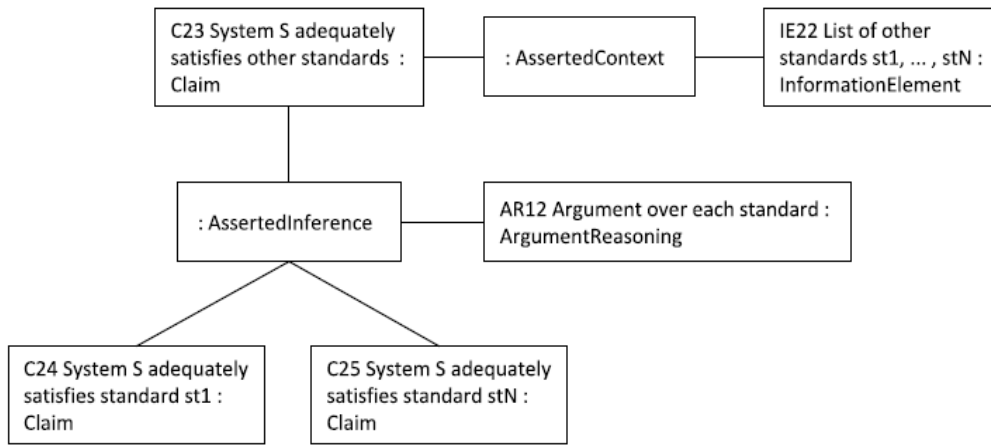 C23 System S adequately
satisfies other standards :
Claim
: AssertedContext
IE22 List of other
standards st1, ... , stN :
InformationElement
: AssertedInference
AR12 Argument over each standard :
ArgumentReasoning
C24 System S adequately
satisfies standard st1 :
Claim
C25 System S adequately
satisfies standard stN :
Claim